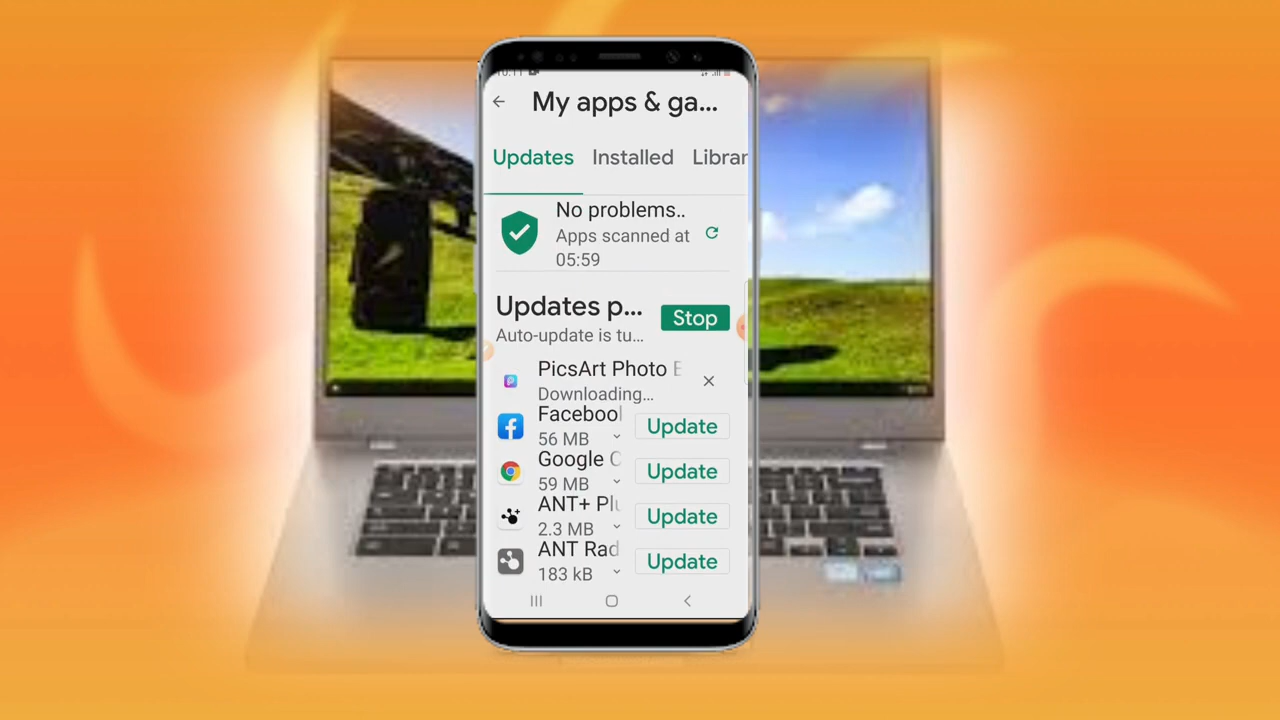 My apps & ga...
Updates Installed Librar
No problems..
Apps scanned at
05:59
Updates p...
Stop
Auto-update is tu...
PicsArt Photo E
Downloading...
Facebool
56 MB
Update
Google C
59 MB
Update
ANT+ Plu
2.3 MB
Update
ANT Rad
183 kB
Update